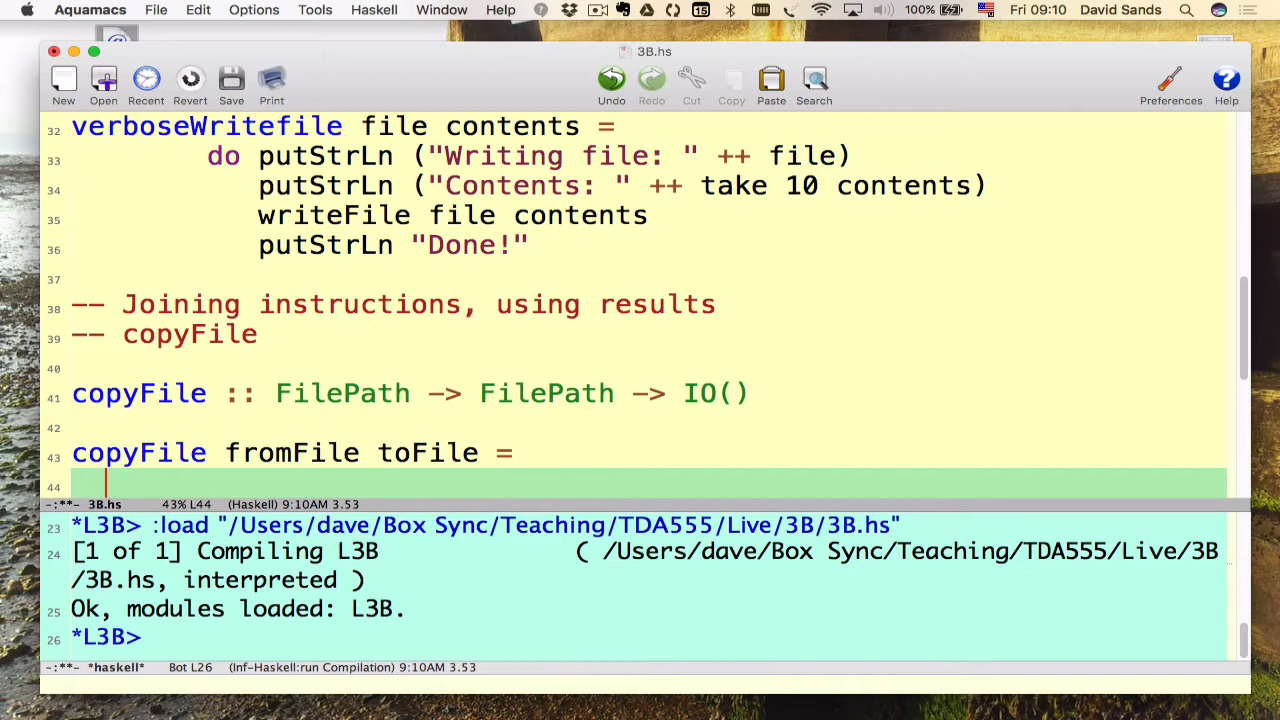 Aquamacs File Edit Options Tools Haskell Window Help 15 100% Fri 09:10 David Sands
3B.hs
New Open Recent Revert Save Print Undo Redo Cut Copy Paste Search Preferences Help
32 verboseWritefile file contents =
33 do putStrLn ("Writing file: " ++ file)
34 putStrLn ("Contents: " ++ take 10 contents)
35 writeFile file contents
36 putStrLn "Done!"
37
38 -- Joining instructions, using results
39 -- copyFile
40
41 copyFile :: FilePath -> FilePath -> IO()
42
43 copyFile fromFile toFile =
44
-:**- 3B.hs 43% L44 (Haskell) 9:10AM 3.53
23 *L3B> :load "/Users/dave/Box Sync/Teaching/TDA555/Live/3B/3B.hs"
24 [1 of 1] Compiling L3B ( /Users/dave/Box Sync/Teaching/TDA555/Live/3B
/3B.hs, interpreted )
25 Ok, modules loaded: L3B.
26 *L3B>
-:**- *haskell* Bot L26 (Inf-Haskell:run Compilation) 9:10AM 3.53